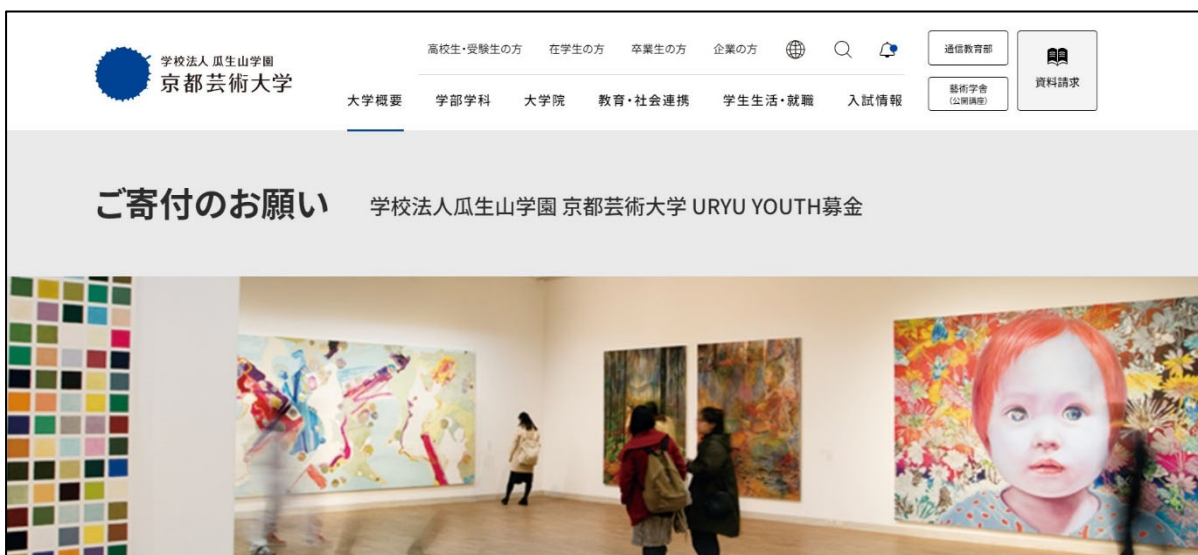 学校法人 瓜生山学園
京都芸術大学
高校生・受験生の方 在学生の方 卒業生の方 企業の方
通信教育部
藝術学舎
(公開講座)
資料請求
大学概要 学部学科 大学院 教育・社会連携 学生生活・就職 入試情報
ご寄付のお願い 学校法人瓜生山学園 京都芸術大学 URYU YOUTH募金